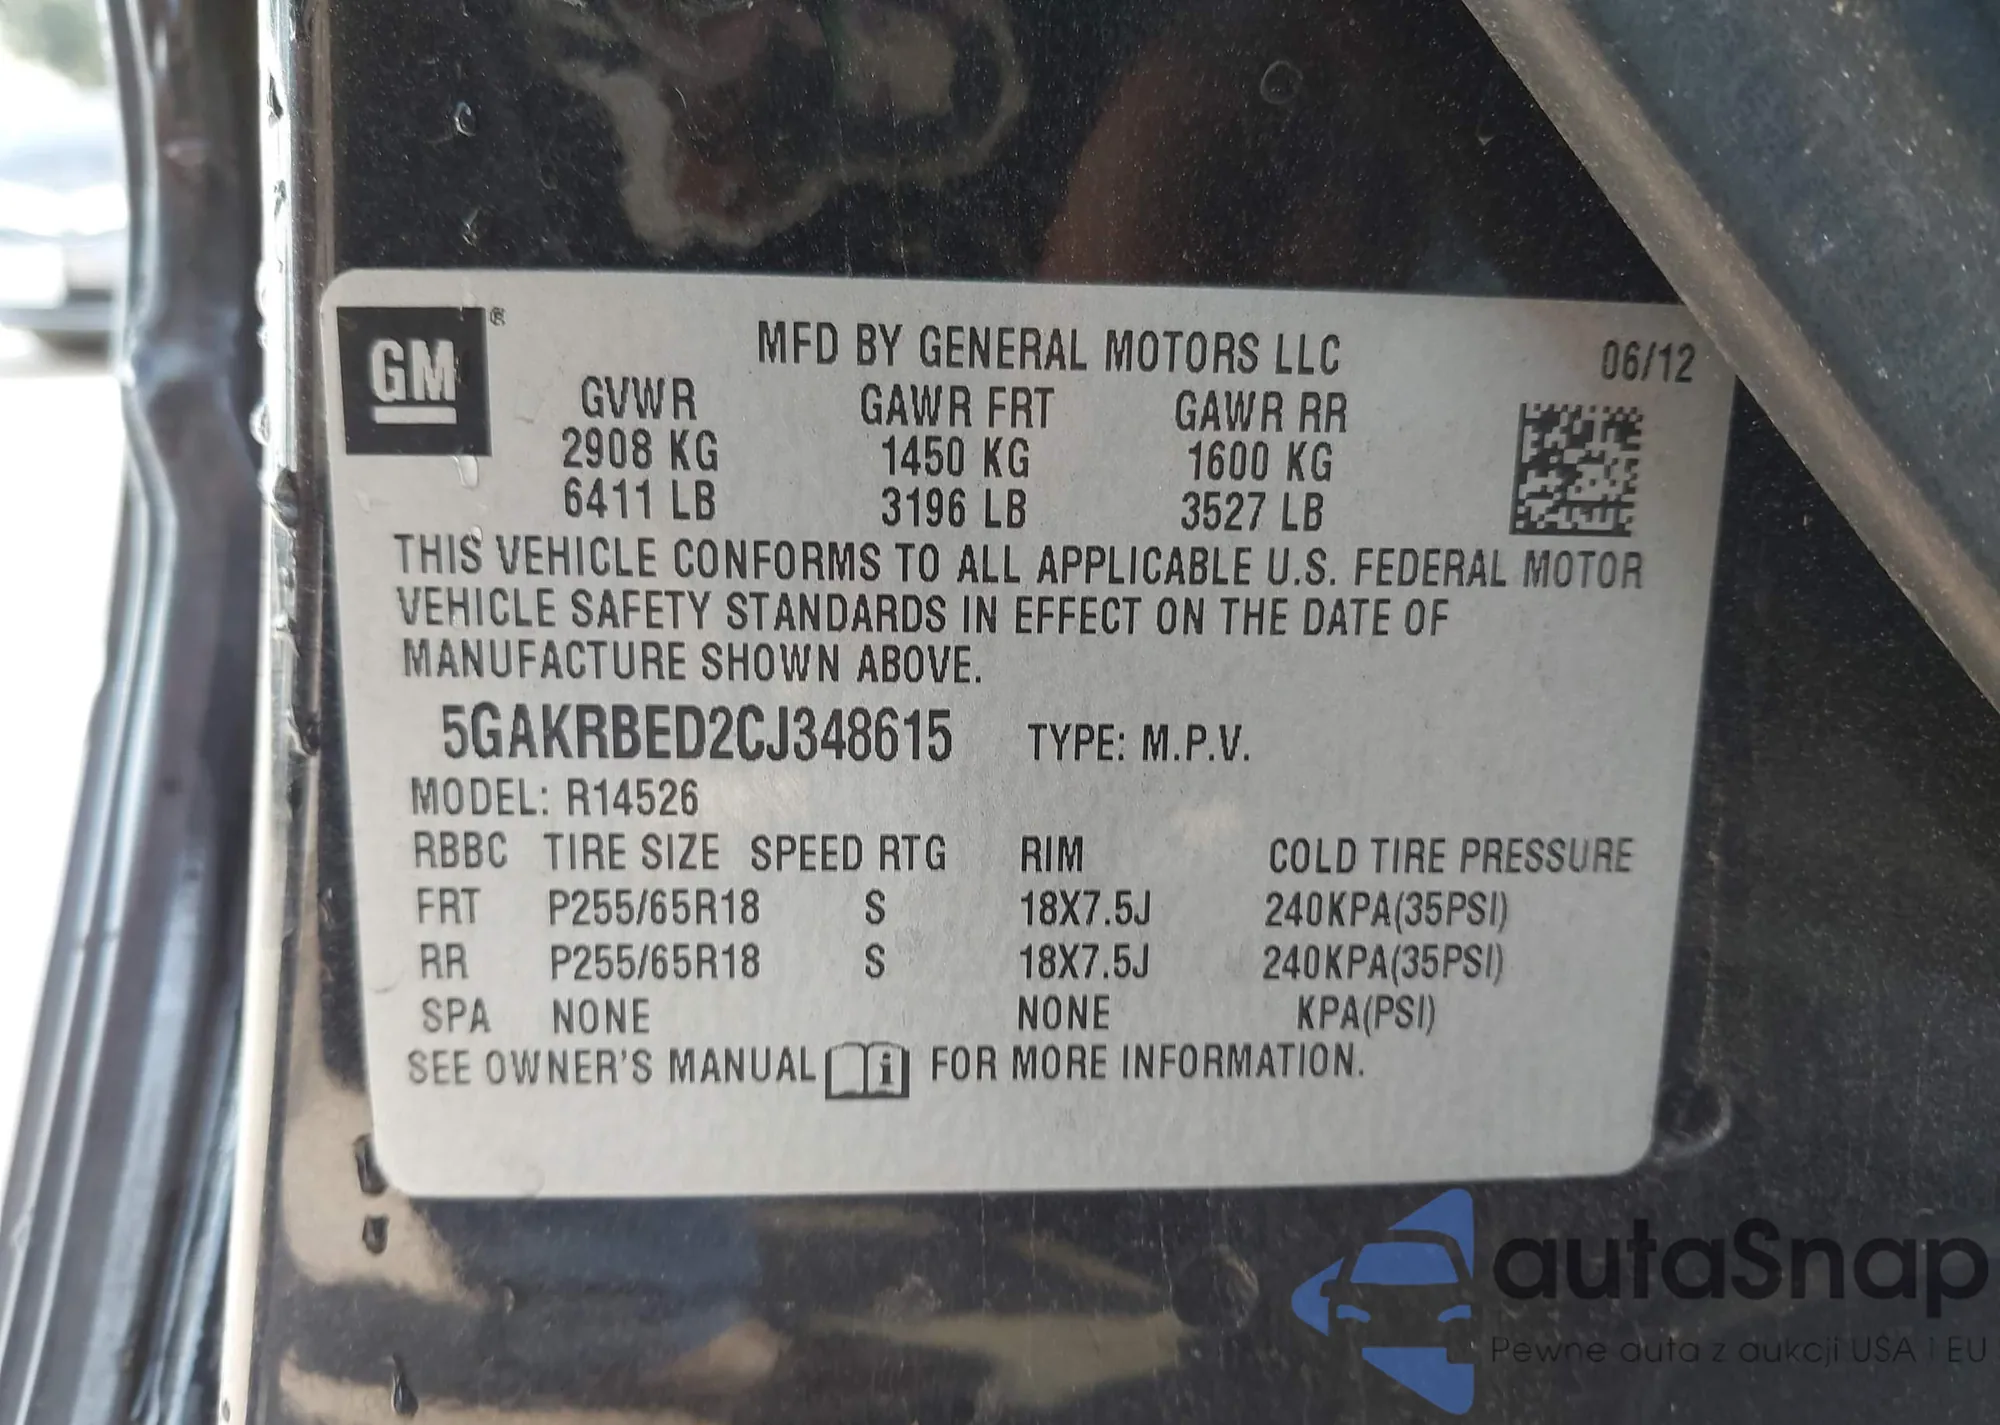 GM ®
MFD BY GENERAL MOTORS LLC 06/12
GVWR GAWR FRT GAWR RR
2908 KG 1450 KG 1600 KG
6411 LB 3196 LB 3527 LB
THIS VEHICLE CONFORMS TO ALL APPLICABLE U.S. FEDERAL MOTOR
VEHICLE SAFETY STANDARDS IN EFFECT ON THE DATE OF
MANUFACTURE SHOWN ABOVE.
5GAKRBED2CJ348615 TYPE: M.P.V.
MODEL: R14526
RBBC TIRE SIZE SPEED RTG RIM COLD TIRE PRESSURE
FRT P255/65R18 S 18X7.5J 240KPA(35PSI)
RR P255/65R18 S 18X7.5J 240KPA(35PSI)
SPA NONE NONE KPA(PSI)
SEE OWNER'S MANUAL i FOR MORE INFORMATION.
autaSnap
Pewne auta z aukcji USA i EU